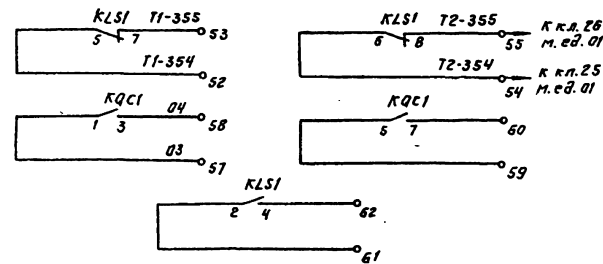 KLS1 T1-355
5 7 53
T1-354
52
KLS1 T2-355 К кл. 26
6 8 55 м. ед. 01
T2-354 К кл. 25
54 м. ед. 01
KQC1 04
1 3 58
03
57
KQC1
5 7 60
59
KLS1
2 4 62
61